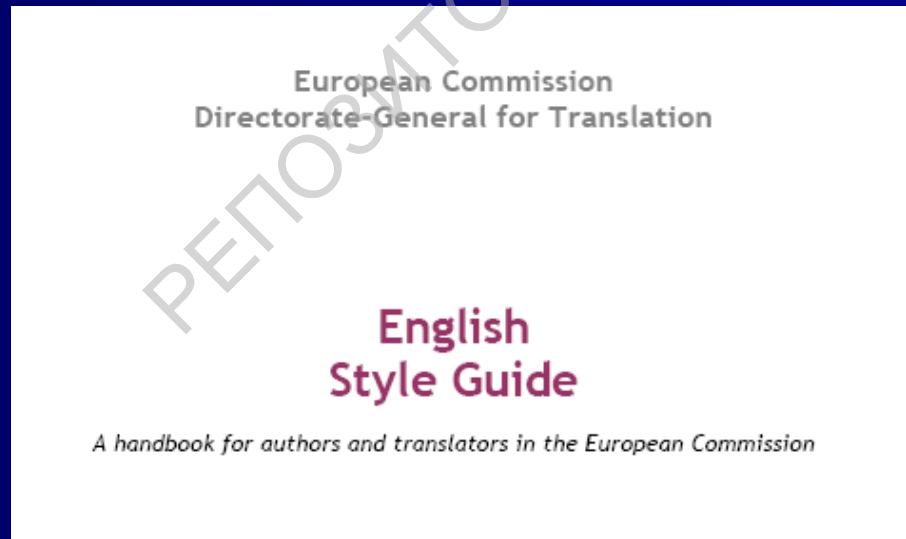 European Commission
Directorate-General for Translation
РЕПОЗИТО
English
Style Guide
A handbook for authors and translators in the European Commission